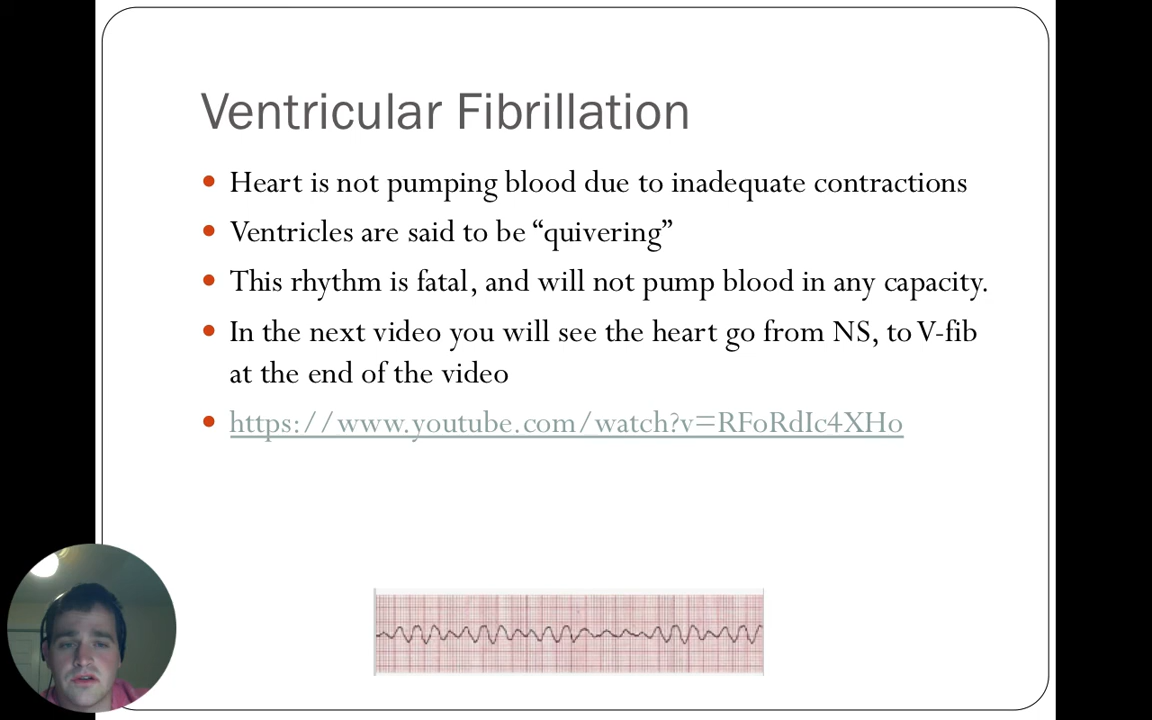 Ventricular Fibrillation
Heart is not pumping blood due to inadequate contractions
Ventricles are said to be “quivering”
This rhythm is fatal, and will not pump blood in any capacity.
In the next video you will see the heart go from NS, to V-fib
at the end of the video
https://www.youtube.com/watch?v=RFoRdIc4XHo